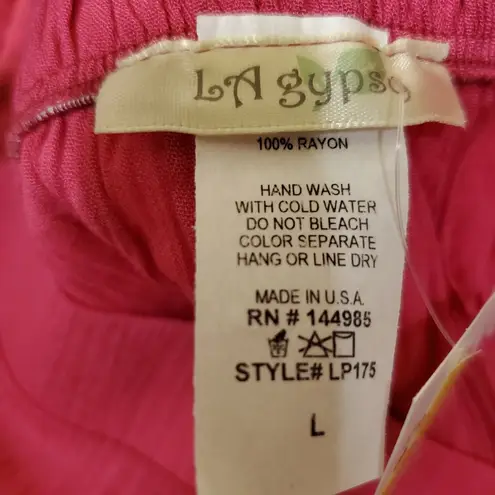 LA gypsy
100% RAYON
HAND WASH
WITH COLD WATER
DO NOT BLEACH
COLOR SEPARATE
HANG OR LINE DRY
MADE IN U.S.A.
RN # 144985
STYLE# LP175
L